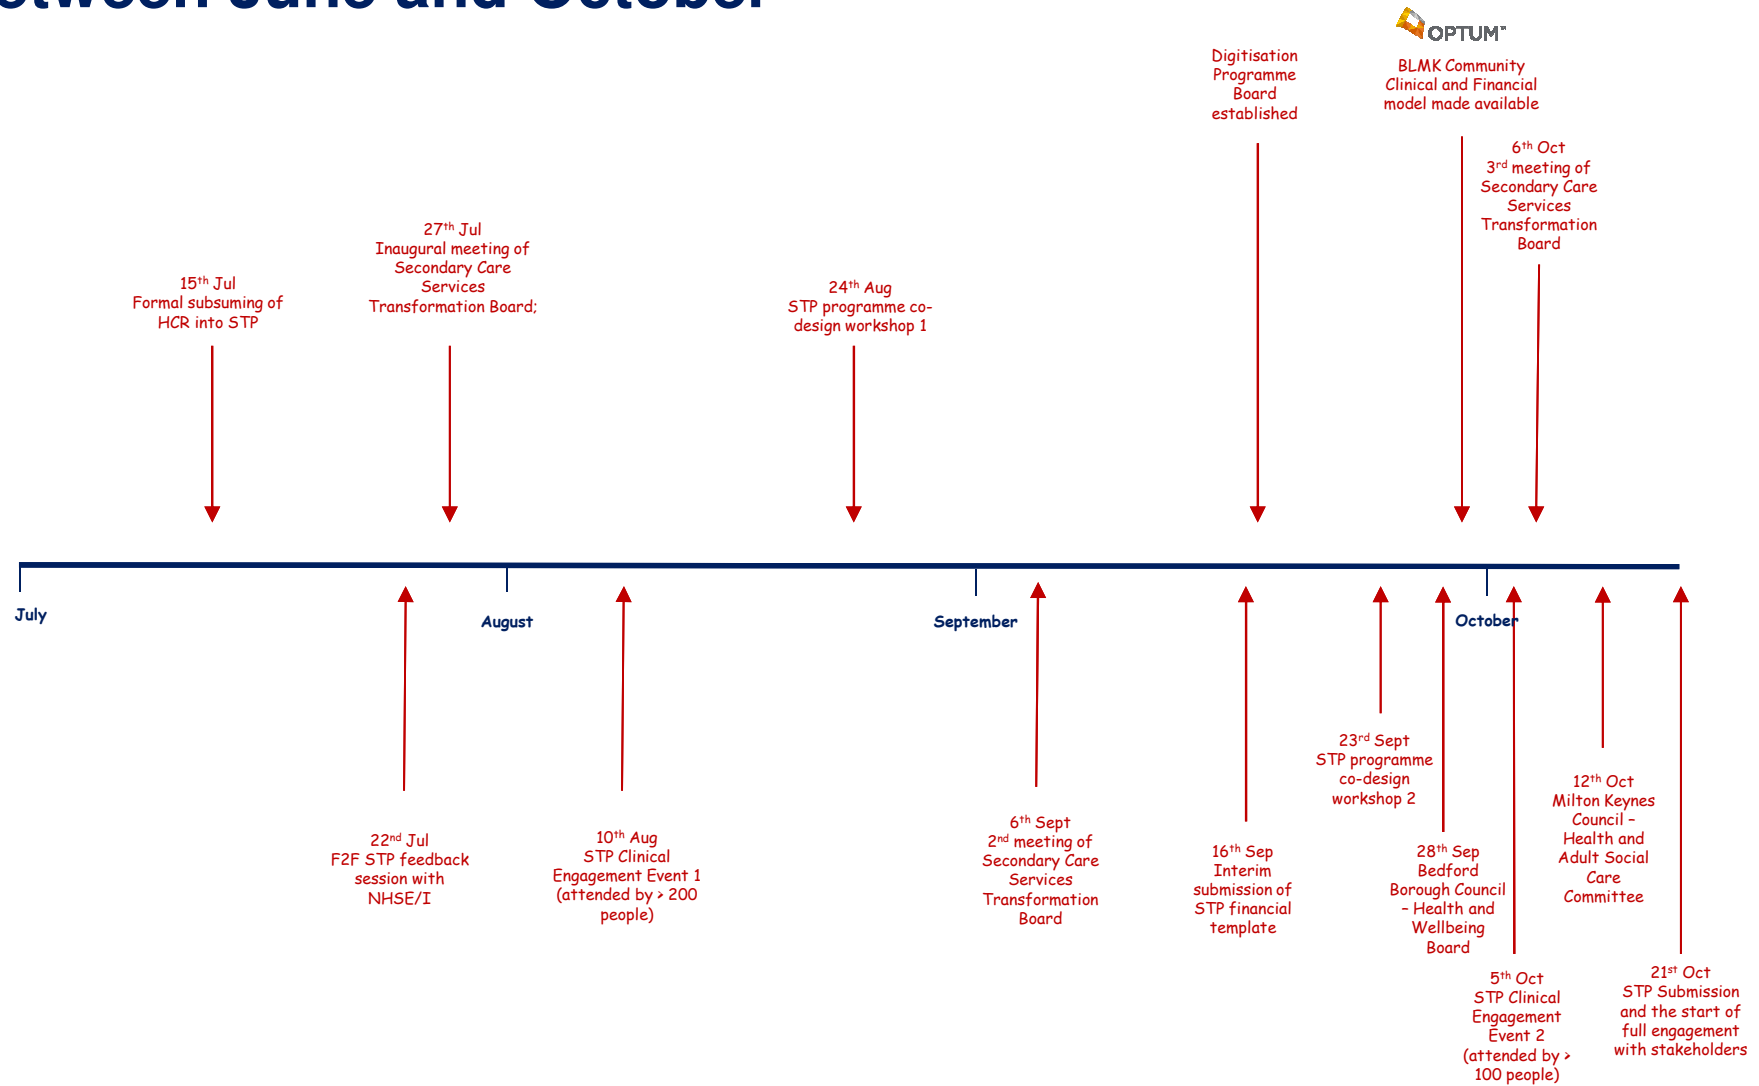 between June and October
OPTUM™
Digitisation
Programme
Board
established
BLMK Community
Clinical and Financial
model made available
6th Oct
3rd meeting of
Secondary Care
Services
Transformation
Board
27th Jul
Inaugural meeting of
Secondary Care
Services
Transformation Board;
15th Jul
Formal subsuming of
HCR into STP
24th Aug
STP programme co-
design workshop 1
July
August
September
October
22nd Jul
F2F STP feedback
session with
NHSE/I
10th Aug
STP Clinical
Engagement Event 1
(attended by > 200
people)
6th Sept
2nd meeting of
Secondary Care
Services
Transformation
Board
16th Sep
Interim
submission of
STP financial
template
23rd Sept
STP programme
co-design
workshop 2
28th Sep
Bedford
Borough Council
– Health and
Wellbeing
Board
5th Oct
STP Clinical
Engagement
Event 2
(attended by >
100 people)
12th Oct
Milton Keynes
Council –
Health and
Adult Social
Care
Committee
21st Oct
STP Submission
and the start of
full engagement
with stakeholders